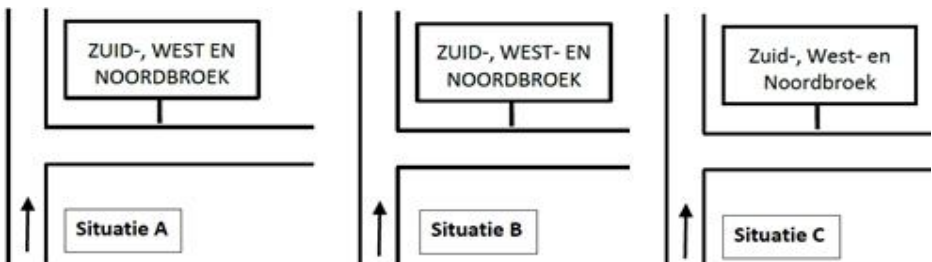 ZUID-, WEST EN
NOORDBROEK
Situatie A
ZUID-, WEST- EN
NOORDBROEK
Situatie B
Zuid-, West- en
Noordbroek
Situatie C